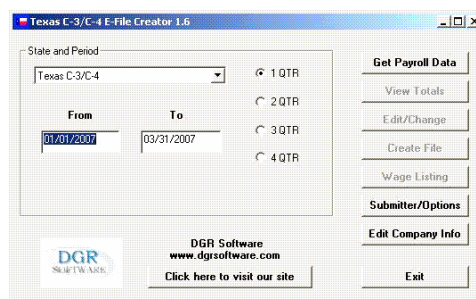 Texas C-3/C-4 E-File Creator 1.6
State and Period
Texas C-3/C-4
1 QTR
2 QTR
3 QTR
4 QTR
From
To
01/01/2007
03/31/2007
Get Payroll Data
View Totals
Edit/Change
Create File
Wage Listing
Submitter/Options
Edit Company Info
Exit
DGR
SOFTWARE
DGR Software
www.dgrsoftware.com
Click here to visit our site